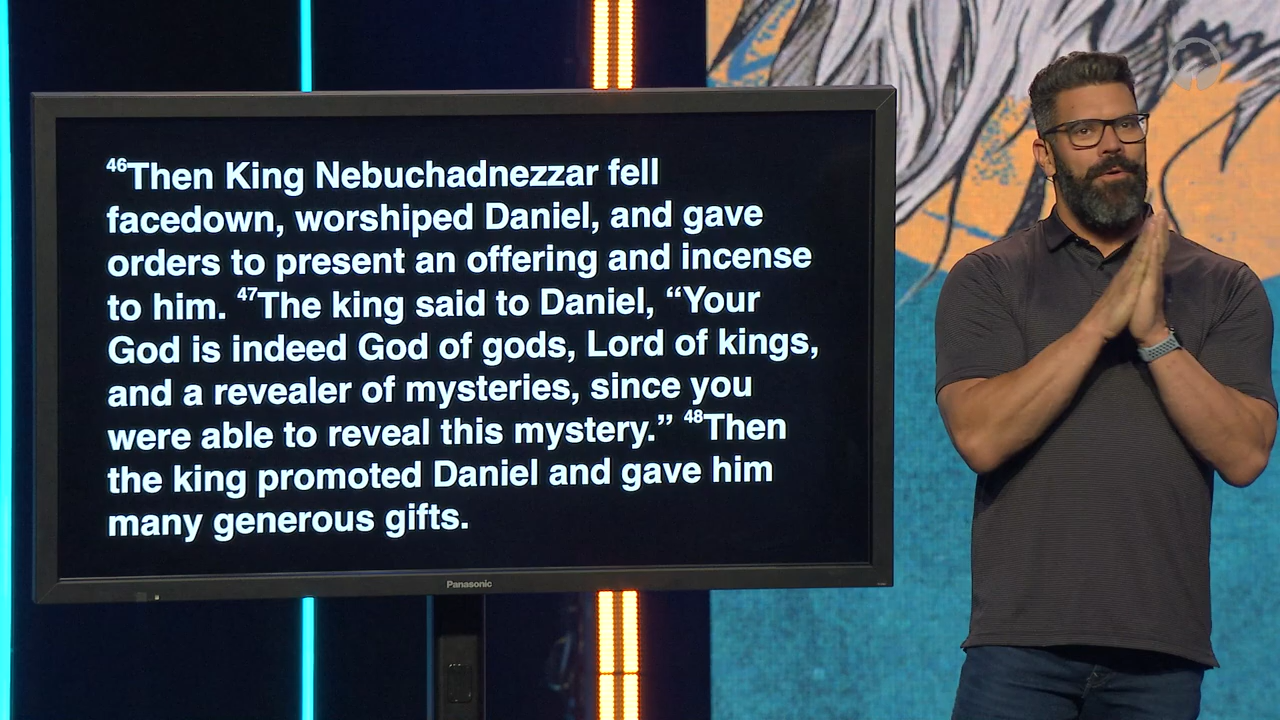 ⁴⁶Then King Nebuchadnezzar fell
facedown, worshiped Daniel, and gave
orders to present an offering and incense
to him. ⁴⁷The king said to Daniel, “Your
God is indeed God of gods, Lord of kings,
and a revealer of mysteries, since you
were able to reveal this mystery.” ⁴⁸Then
the king promoted Daniel and gave him
many generous gifts.
Panasonic